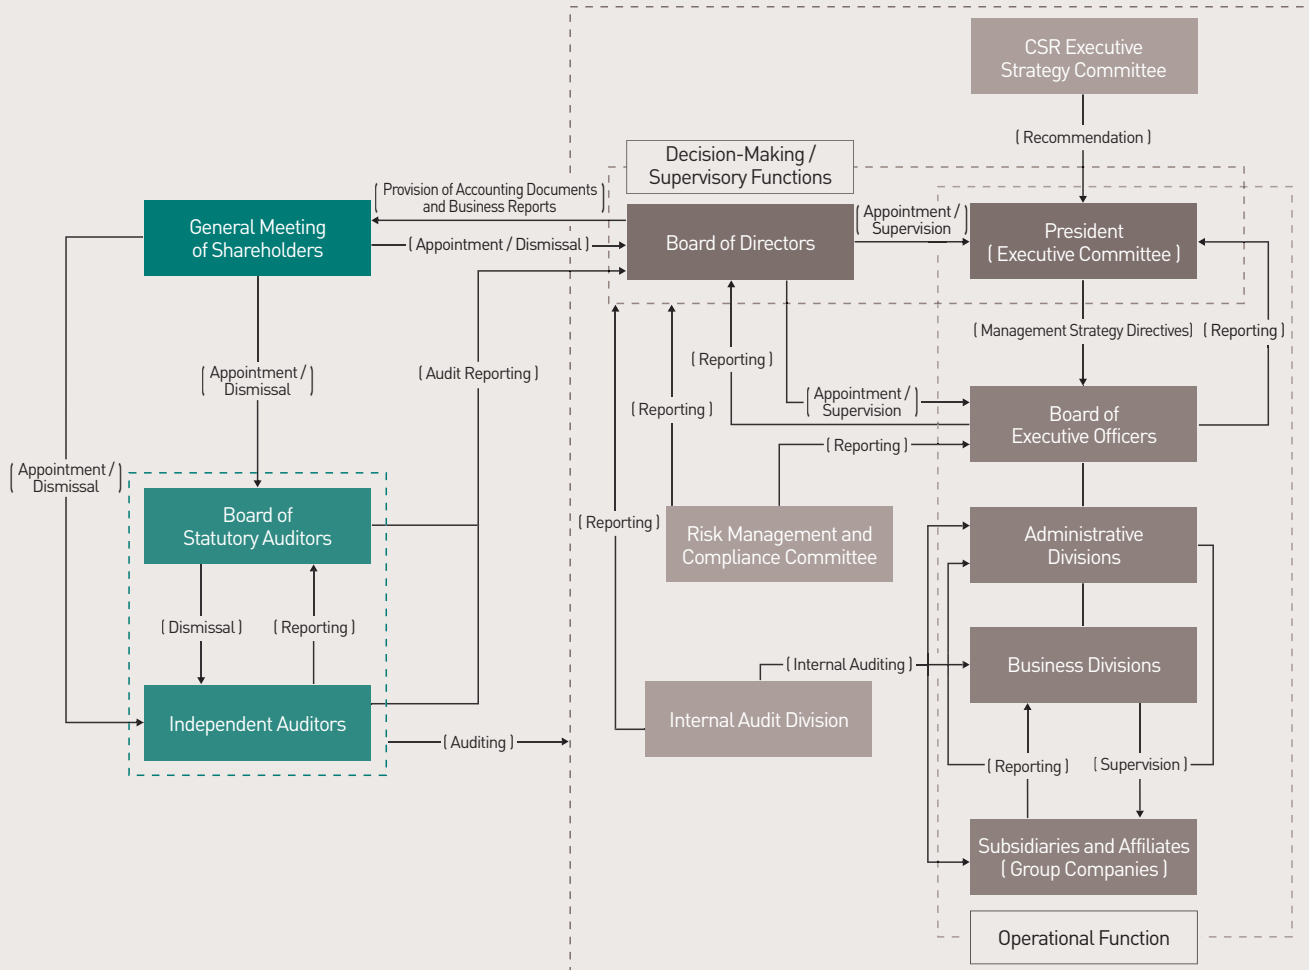 CSR Executive
Strategy Committee
( Recommendation )
Decision-Making /
Supervisory Functions
( Provision of Accounting Documents
and Business Reports )
General Meeting
of Shareholders
( Appointment / Dismissal )
Board of Directors
( Appointment /
Supervision )
President
( Executive Committee )
( Management Strategy Directives )
( Reporting )
( Reporting )
( Appointment /
Dismissal )
( Audit Reporting )
( Appointment /
Supervision )
( Reporting )
Board of
Executive Officers
( Reporting )
( Appointment /
Dismissal )
Board of
Statutory Auditors
( Reporting )
Risk Management and
Compliance Committee
Administrative
Divisions
( Dismissal )
( Reporting )
( Internal Auditing )
Business Divisions
Independent Auditors
Internal Audit Division
( Auditing )
( Reporting )
( Supervision )
Subsidiaries and Affiliates
( Group Companies )
Operational Function